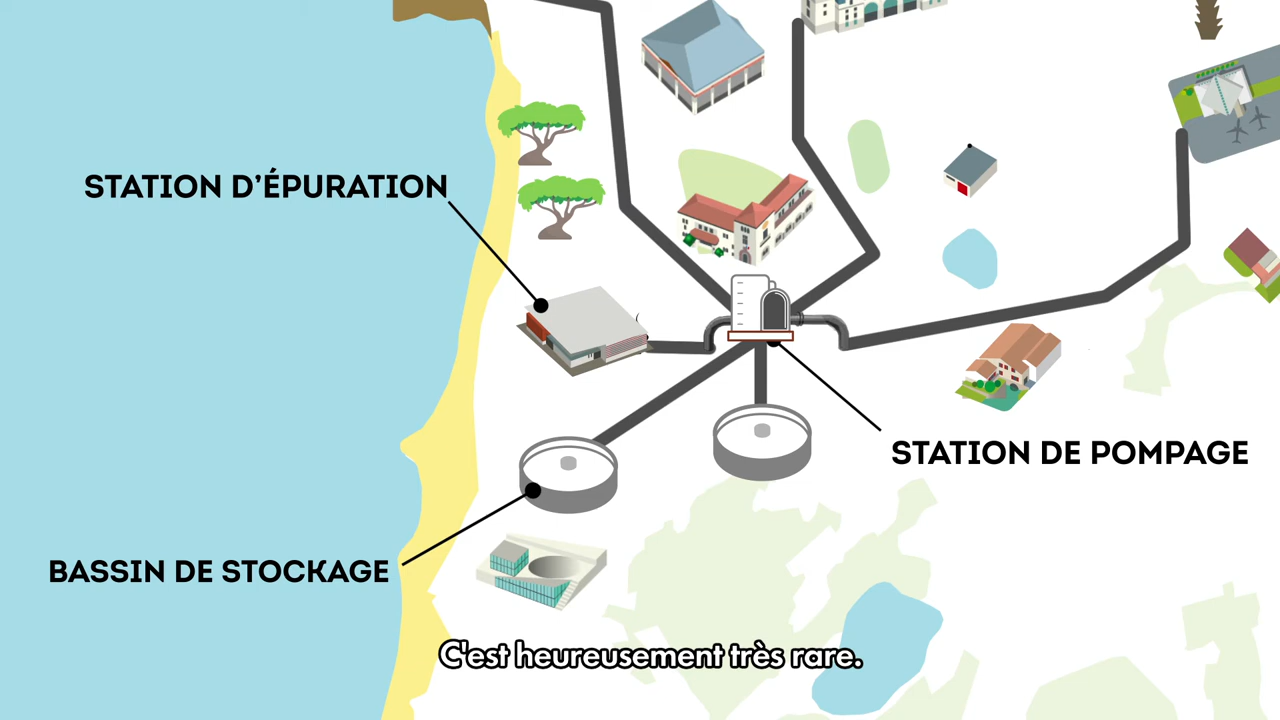 STATION D'ÉPURATION
STATION DE POMPAGE
BASSIN DE STOCKAGE
C'est heureusement très rare.